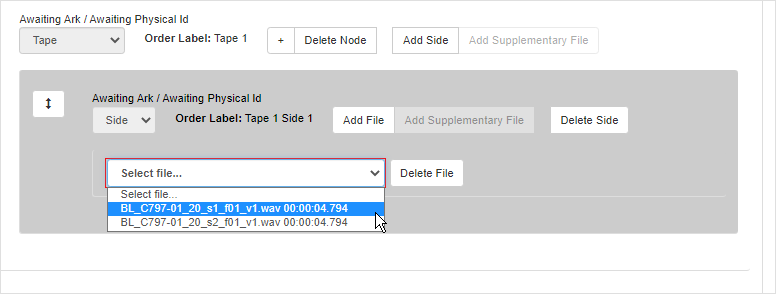 Awaiting Ark / Awaiting Physical Id
Tape Order Label: Tape 1 + Delete Node Add Side Add Supplementary File
Awaiting Ark / Awaiting Physical Id
Side Order Label: Tape 1 Side 1 Add File Add Supplementary File Delete Side
Select file... Delete File
Select file...
BL_C797-01_20_s1_f01_v1.wav 00:00:04.794
BL_C797-01_20_s2_f01_v1.wav 00:00:04.794